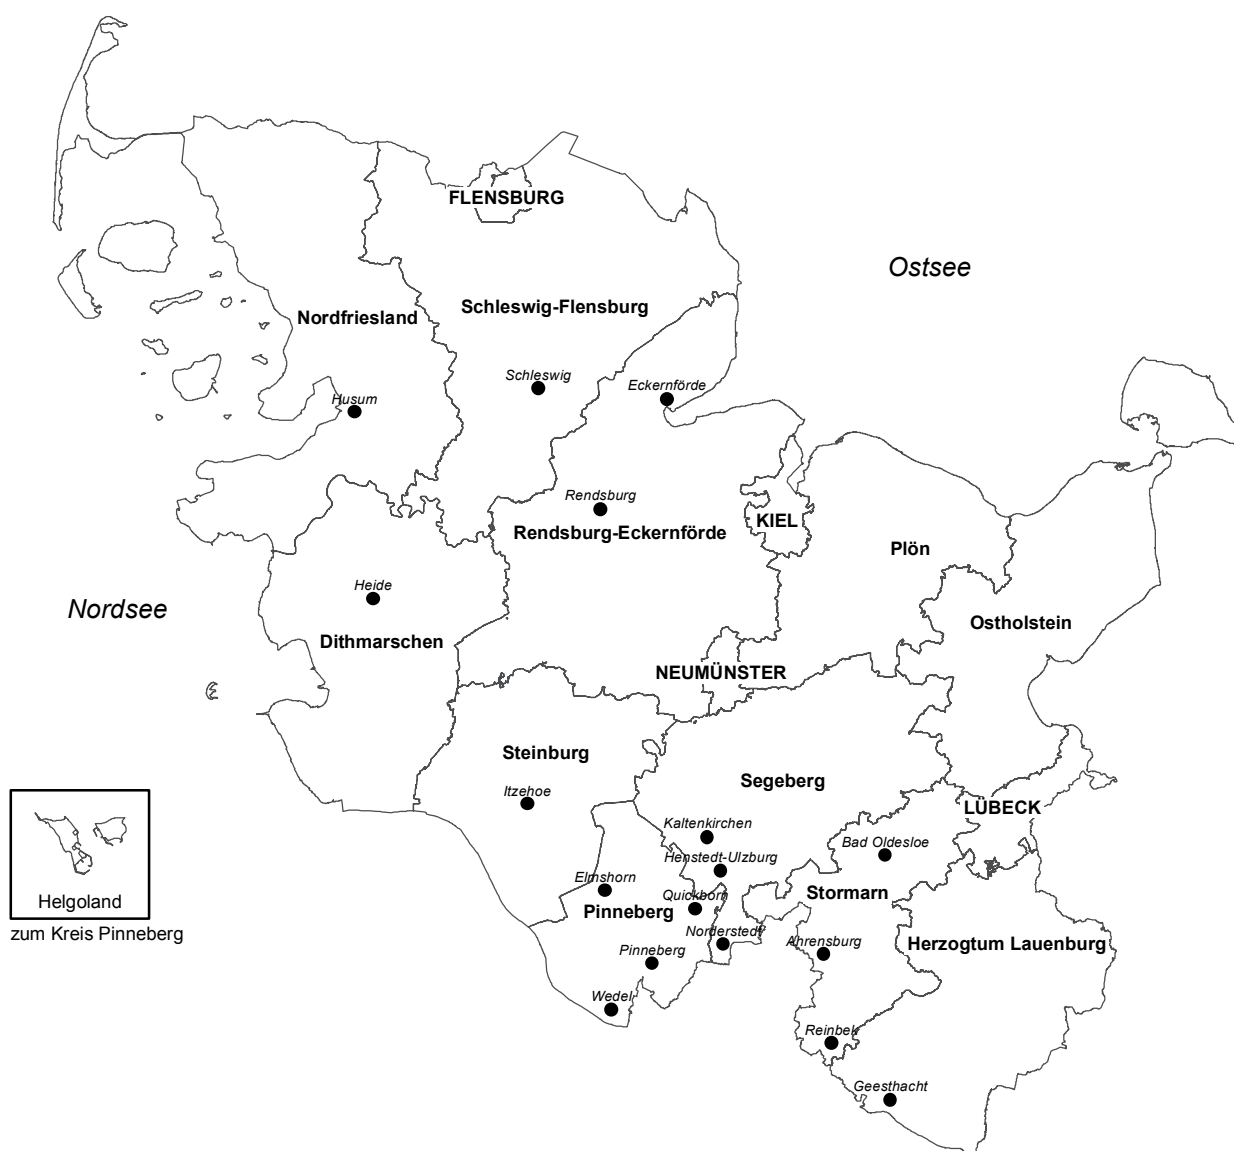 FLENSBURG
Ostsee
Schleswig-Flensburg
Nordfriesland
Schleswig
Eckernförde
Husum
Rendsburg
KIEL
Rendsburg-Eckernförde
Plön
Heide
Nordsee
Ostholstein
Dithmarschen
NEUMÜNSTER
Steinburg
Segeberg
Itzehoe
LÜBECK
Kaltenkirchen
Bad Oldesloe
Henstedt-Ulzburg
Elmshorn
Stormarn
Quickborn
Helgoland
Pinneberg
Norderstedt
zum Kreis Pinneberg
Ahrensburg
Herzogtum Lauenburg
Pinneberg
Wedel
Reinbek
Geesthacht